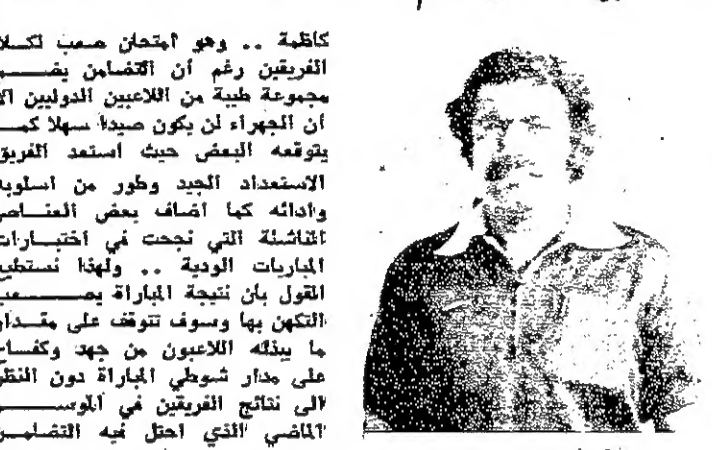 كاظمة .. وهو امتحان صعب لكلا
الفريقين رغم أن التضامن يضم
مجموعة طيبة من اللاعبين الدوليين الا
أن الجهراء لن يكون صيدا سهلا كما
يتوقعه البعض حيث استعد الفريق
الاستعداد الجيد وطور من اسلوبه
وادائه كما اضاف بعض العناصر
الناشئة التي نجحت في اختبارات
المباريات الودية .. ولهذا نستطيع
القول بأن نتيجة المباراة يصعب
التكهن بها وسوف تتوقف على مقدار
ما يبذله اللاعبون من جهد وكفاح
على مدار شوطي المباراة دون النظر
الى نتائج الفريقين في الموسم
الماضي الذي احتل فيه التضامن